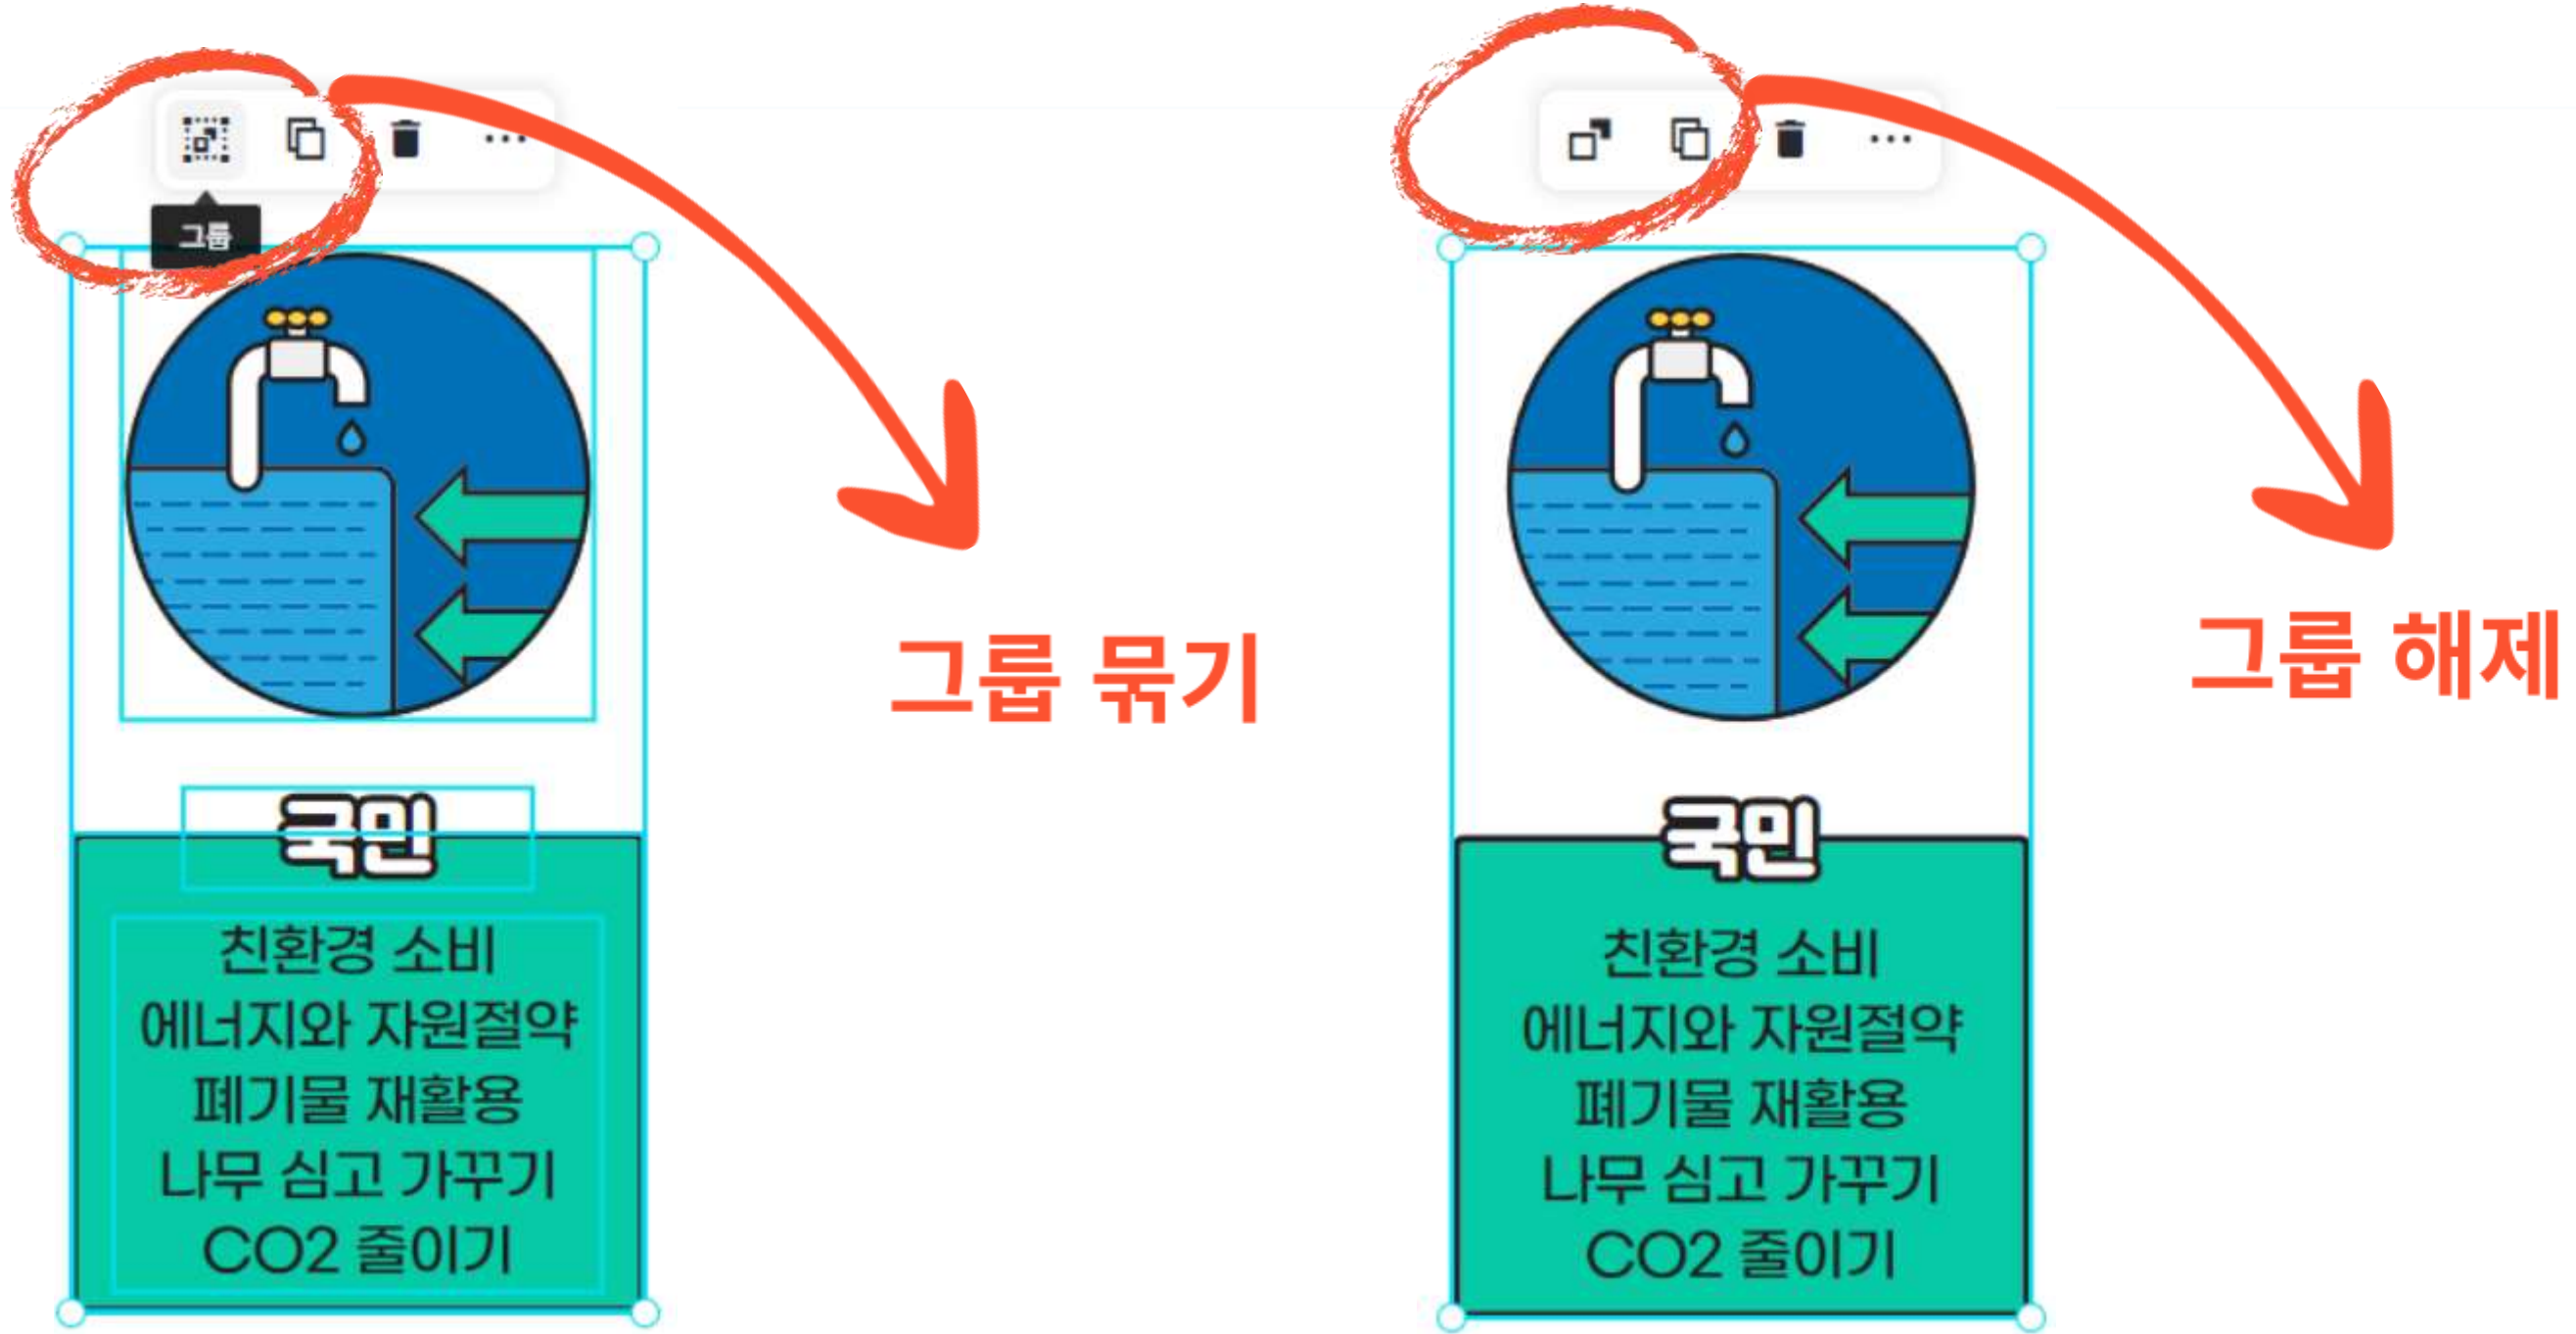 그룹
국민
친환경 소비
에너지와 자원절약
폐기물 재활용
나무 심고 가꾸기
CO2 줄이기
그룹 묶기
국민
친환경 소비
에너지와 자원절약
폐기물 재활용
나무 심고 가꾸기
CO2 줄이기
그룹 해제